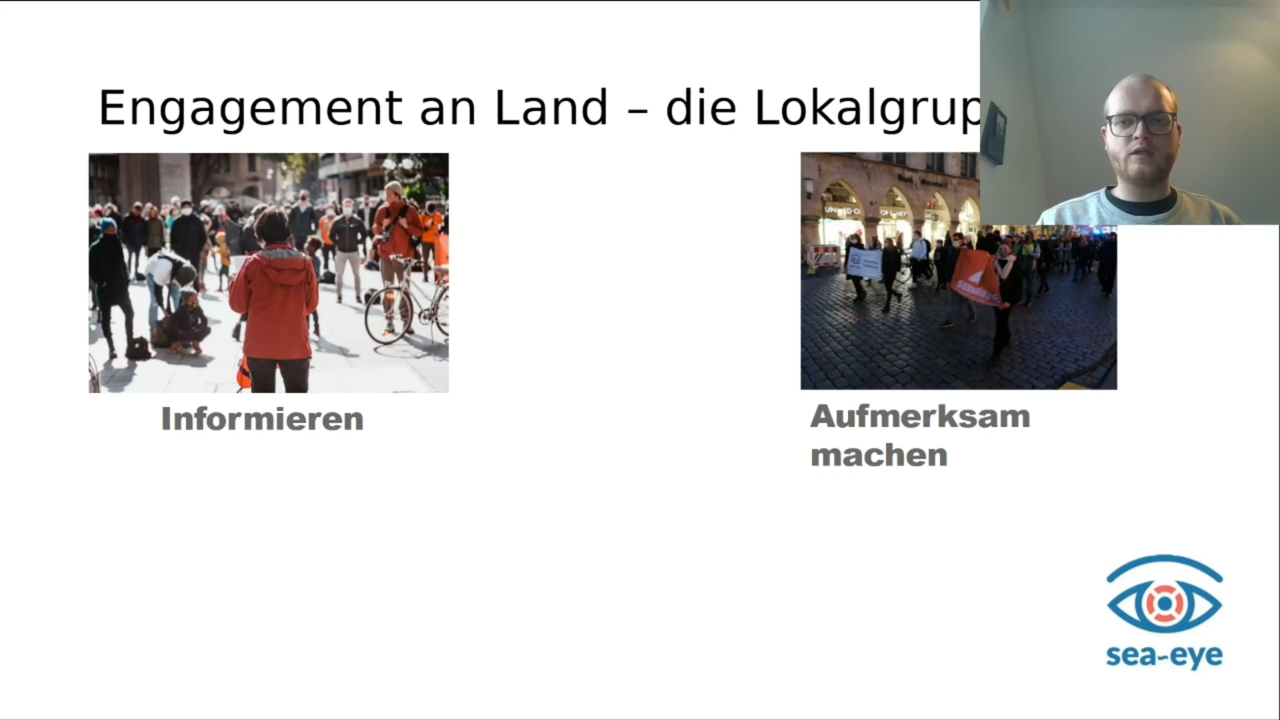 Engagement an Land – die Lokalgrup
Informieren
Aufmerksam
machen
sea-eye